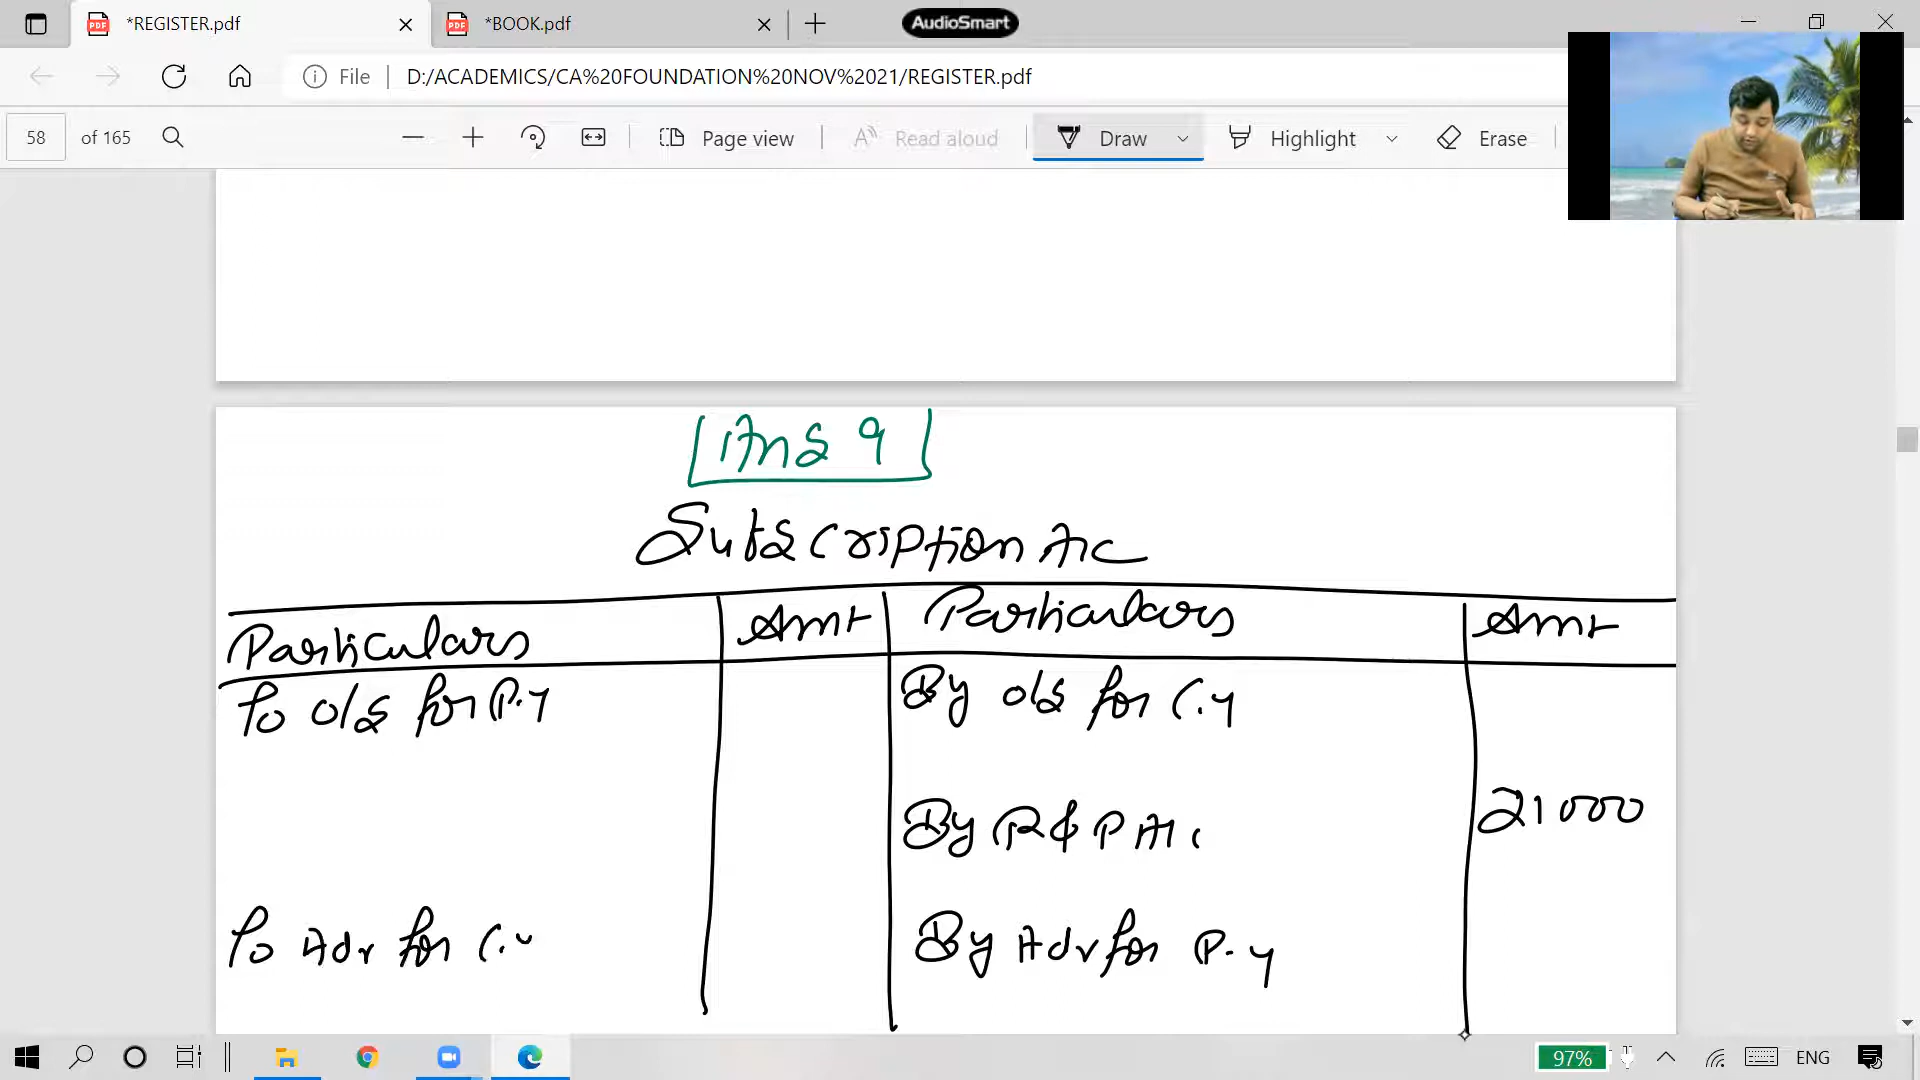 *REGISTER.pdf
*BOOK.pdf
AudioSmart
File
D:/ACADEMICS/CA%20FOUNDATION%20NOV%2021/REGISTER.pdf
58 of 165
Page view
Read aloud
Draw
Highlight
Erase
Ans 9
Subscription A/C
Particulars Amt Particulars Amt
To o/s for P.Y By o/s for C.Y
By R & P A/c 21000
To Adv for C.Y By Adv for P.Y
97%
ENG